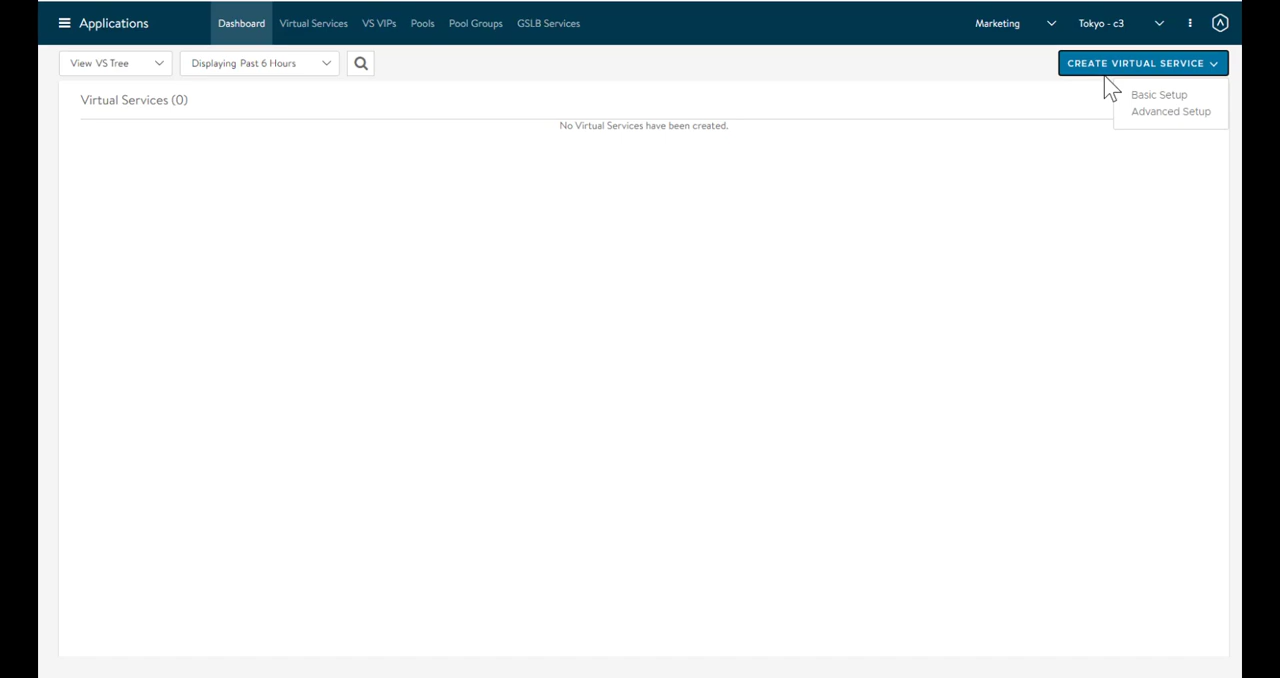 Applications
Dashboard Virtual Services VS VIPs Pools Pool Groups GSLB Services
Marketing
Tokyo - c3
View VS Tree
Displaying Past 6 Hours
CREATE VIRTUAL SERVICE
Basic Setup
Advanced Setup
Virtual Services (0)
No Virtual Services have been created.